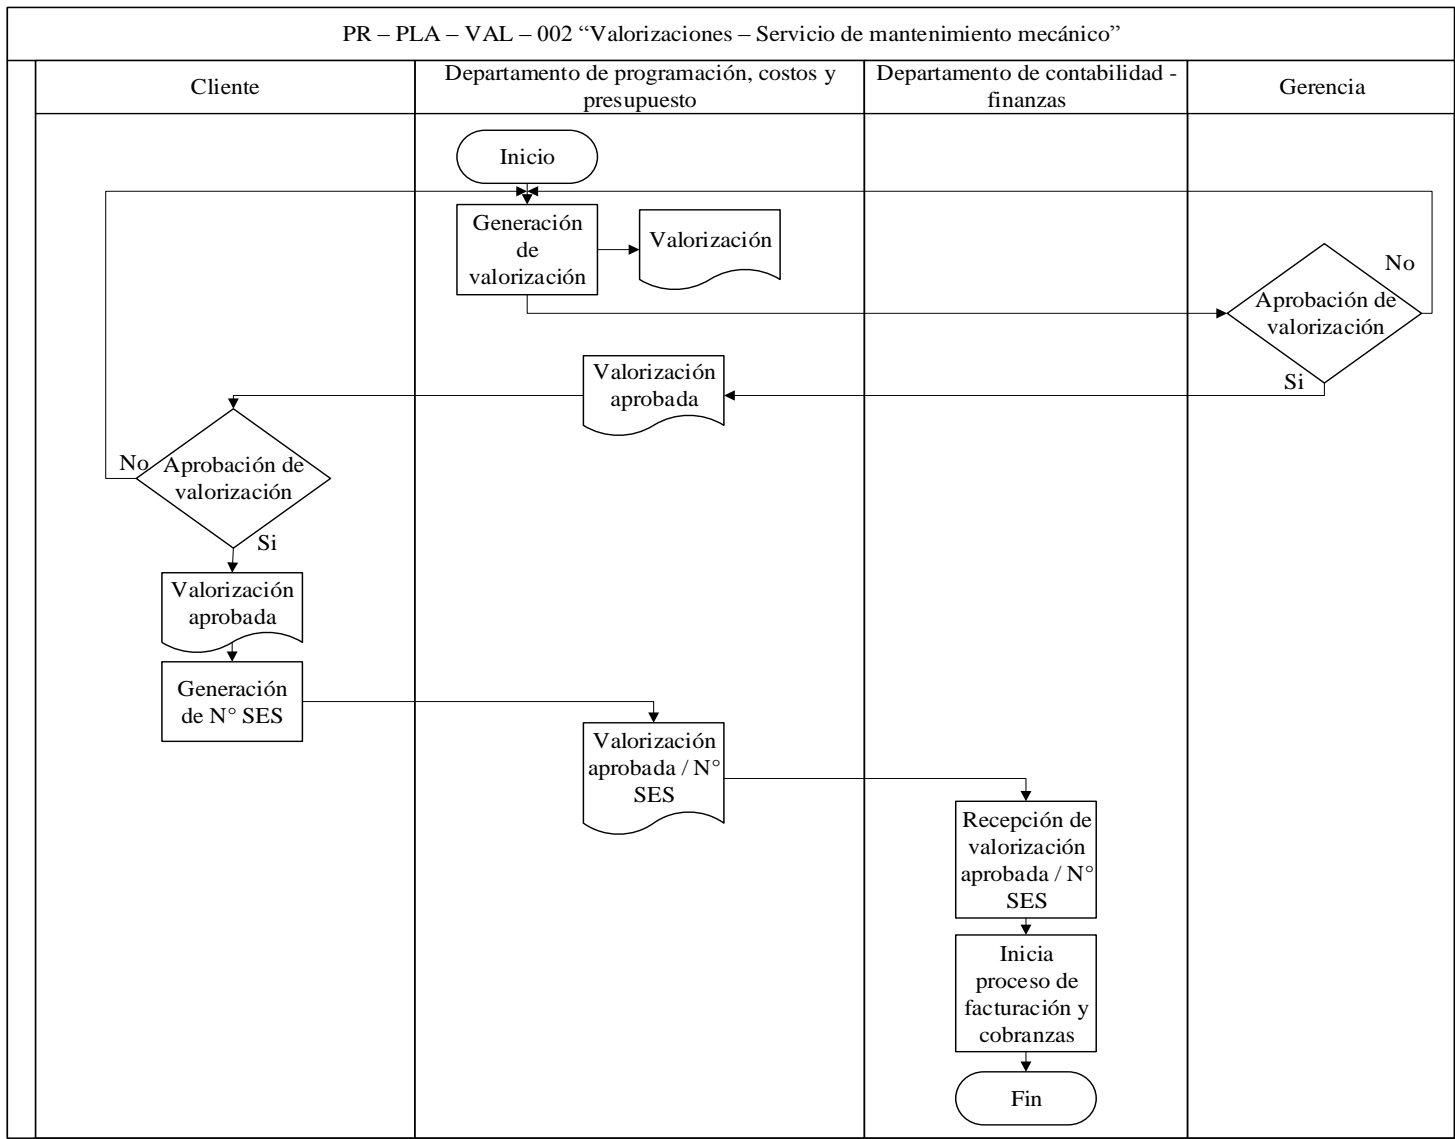 PR – PLA – VAL – 002 “Valorizaciones – Servicio de mantenimiento mecánico”
Cliente
Departamento de programación, costos y
presupuesto
Departamento de contabilidad -
finanzas
Gerencia
Inicio
Generación
de
valorización
Valorización
No
Aprobación de
valorización
Si
Valorización
aprobada
No
Aprobación de
valorización
Si
Valorización
aprobada
Generación
de N° SES
Valorización
aprobada / N°
SES
Recepción de
valorización
aprobada / N°
SES
Inicia
proceso de
facturación y
cobranzas
Fin